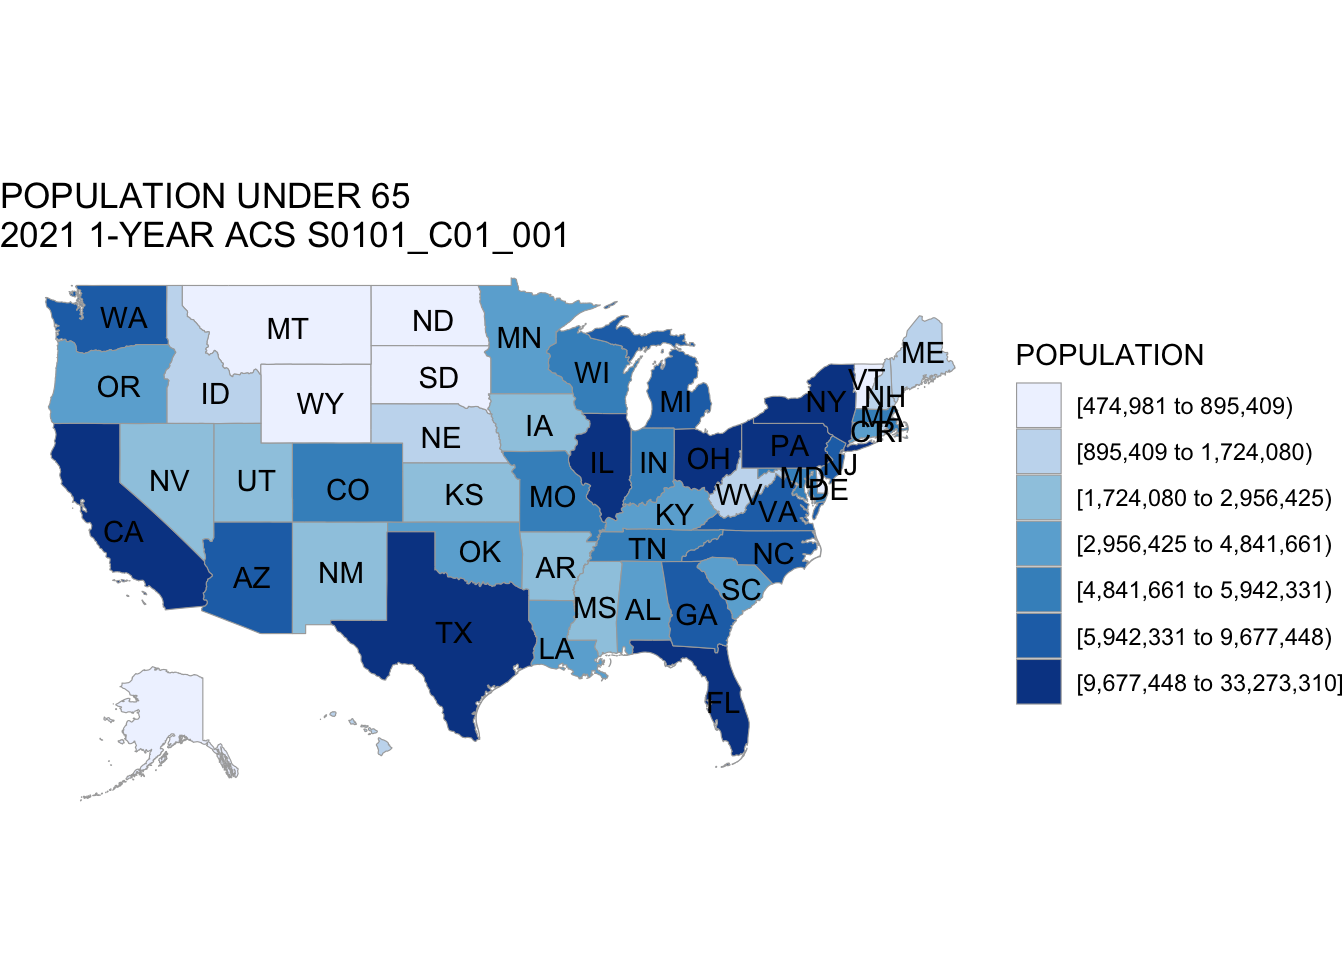 POPULATION UNDER 65
2021 1-YEAR ACS S0101_C01_001
WA
MT
ND
MN
ME
OR
ID
SD
WI
VT
WY
MI
NY
NH
MA
CT
RI
NE
IA
PA
NV
UT
CO
KS
MO
IL
IN
OH
NJ
MD
DE
WV
VA
CA
KY
AZ
NM
OK
AR
TN
NC
TX
LA
MS
AL
GA
SC
FL
POPULATION
[474,981 to 895,409)
[895,409 to 1,724,080)
[1,724,080 to 2,956,425)
[2,956,425 to 4,841,661)
[4,841,661 to 5,942,331)
[5,942,331 to 9,677,448)
[9,677,448 to 33,273,310]